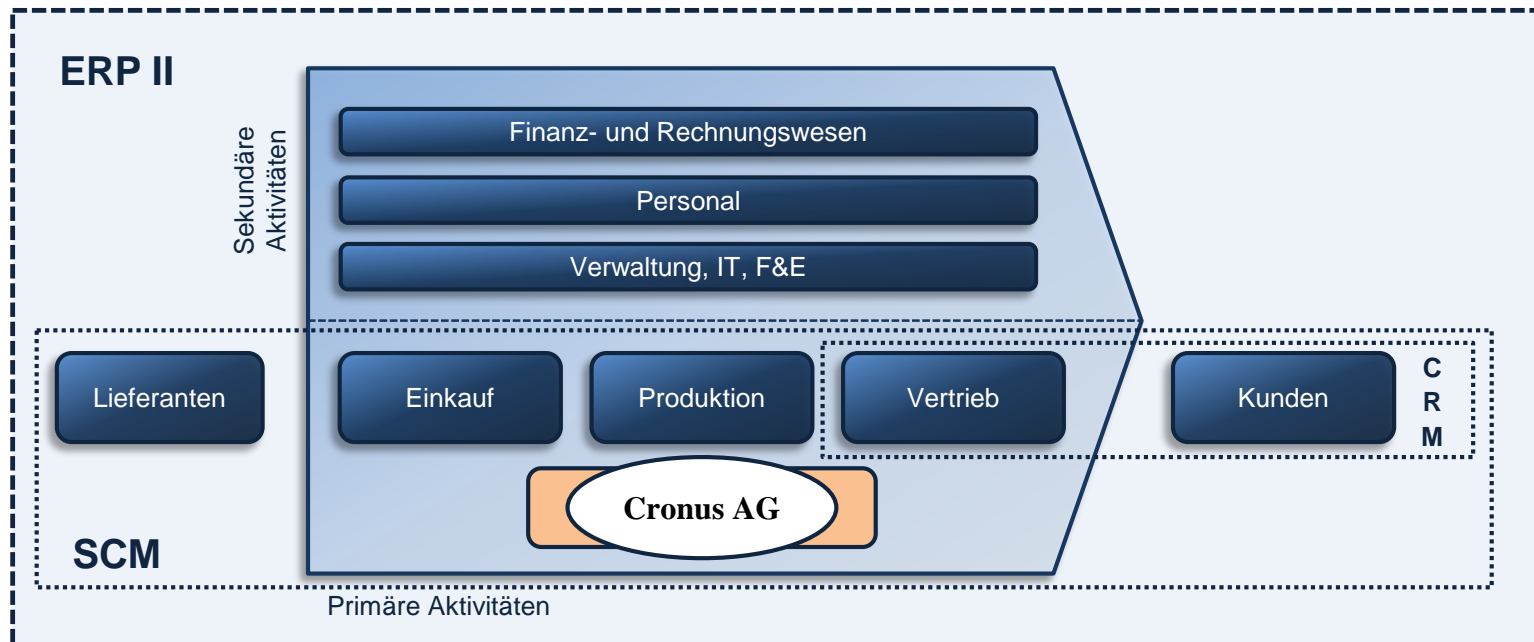 ERP II
Sekundäre
Aktivitäten
Finanz- und Rechnungswesen
Personal
Verwaltung, IT, F&E
Lieferanten
Einkauf
Produktion
Vertrieb
Kunden
C
R
M
Cronus AG
SCM
Primäre Aktivitäten